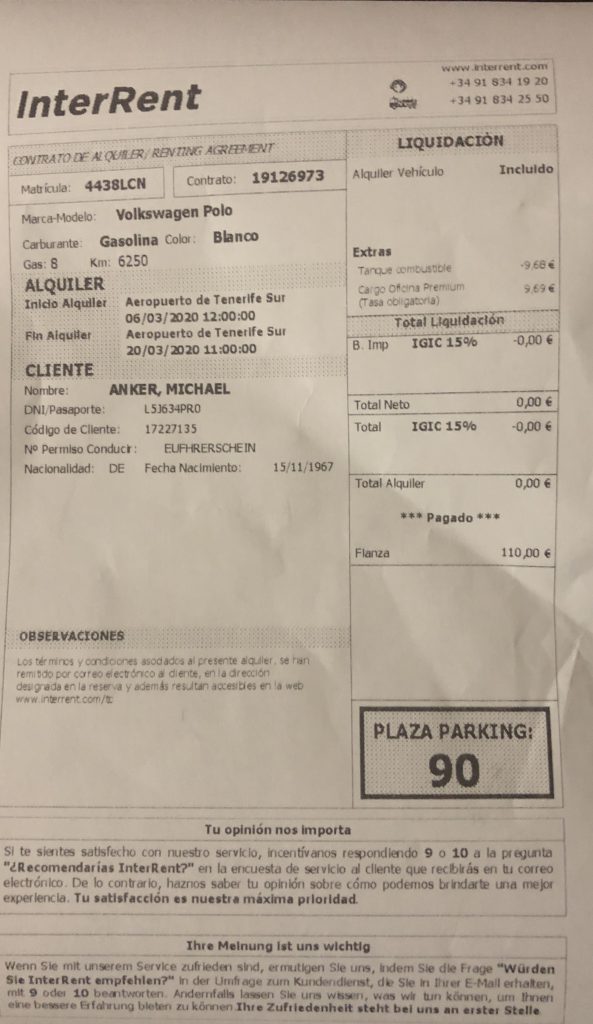 www.interrent.com
+34 91 834 19 20
+34 91 834 25 50
InterRent
CONTRATO DE ALQUILER/ RENTING AGREEMENT
Matrícula: 4438LCN
Contrato: 19126973
Marca-Modelo: Volkswagen Polo
Carburante: Gasolina Color: Blanco
Gas: 8 Km: 6250
ALQUILER
Inicio Alquiler Aeropuerto de Tenerife Sur
06/03/2020 12:00:00
Fin Alquiler Aeropuerto de Tenerife Sur
20/03/2020 11:00:00
CLIENTE
Nombre: ANKER, MICHAEL
DNI/Pasaporte: L5J634PR0
Código de Cliente: 17227135
Nº Permiso Conducir: EUFHRERSCHEIN
Nacionalidad: DE Fecha Nacimiento: 15/11/1967
OBSERVACIONES
Los términos y condiciones asociados al presente alquiler, se han
remitido por correo electrónico al cliente, en la dirección
designada en la reserva y además resultan accesibles en la web
www.interrent.com/tc
LIQUIDACIÒN
Alquiler Vehículo Incluido
Extras
Tanque combustible -9,68 €
Cargo Oficina Premium 9,69 €
(Tasa obligatoria)
Total Liquidación
B. Imp IGIC 15% -0,00 €
Total Neto 0,00 €
Total IGIC 15% -0,00 €
Total Alquiler 0,00 €
*** Pagado ***
Fianza 110,00 €
PLAZA PARKING:
90
Tu opinión nos importa
Si te sientes satisfecho con nuestro servicio, incentívanos respondiendo 9 o 10 a la pregunta
"¿Recomendarías InterRent?" en la encuesta de servicio al cliente que recibirás en tu correo
electrónico. De lo contrario, haznos saber tu opinión sobre cómo podemos brindarte una mejor
experiencia. Tu satisfacción es nuestra máxima prioridad.
Ihre Meinung ist uns wichtig
Wenn Sie mit unserem Service zufrieden sind, ermutigen Sie uns, indem Sie die Frage "Würden
Sie InterRent empfehlen?" in der Umfrage zum Kundendienst, die Sie in Ihrer E-Mail erhalten,
mit 9 oder 10 beantworten. Andernfalls lassen Sie uns wissen, was wir tun können, um Ihnen
eine bessere Erfahrung bieten zu können.Ihre Zufriedenheit steht bei uns an erster Stelle.